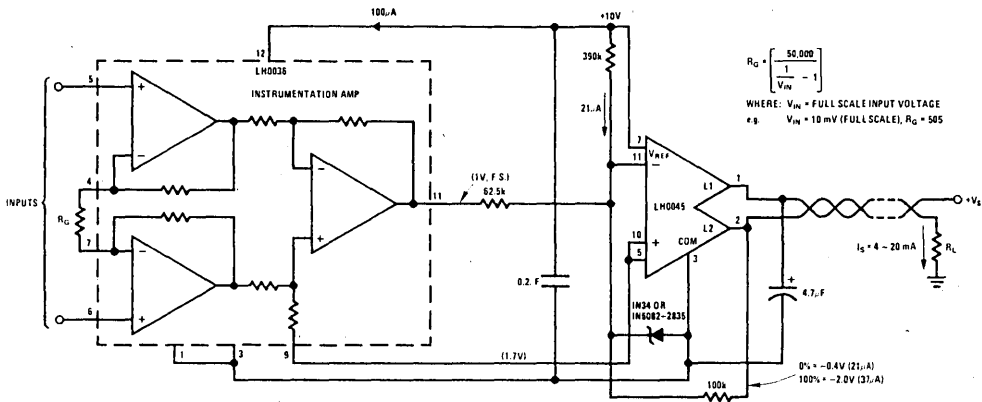 100μA
+10V
12
LH0036
INSTRUMENTATION AMP
390k
21μA
R_G = [50,000 / (1/V_IN - 1)]
WHERE: V_IN = FULL SCALE INPUT VOLTAGE
e.g. V_IN = 10 mV (FULL SCALE), R_G = 505
5
+
−
4
INPUTS
R_G
7
−
+
6
−
+
11
(1V, F.S.)
62.5k
7
V_REF
11
−
LH0045
L1
1
L2
2
COM
3
10
+
5
+V_S
I_S = 4 ~ 20 mA
R_L
0.2. F
+
4.7μF
IN34 OR
IN6082-2835
1
3
9
(1.7V)
100k
0% = −0.4V (21μA)
100% = −2.0V (37μA)